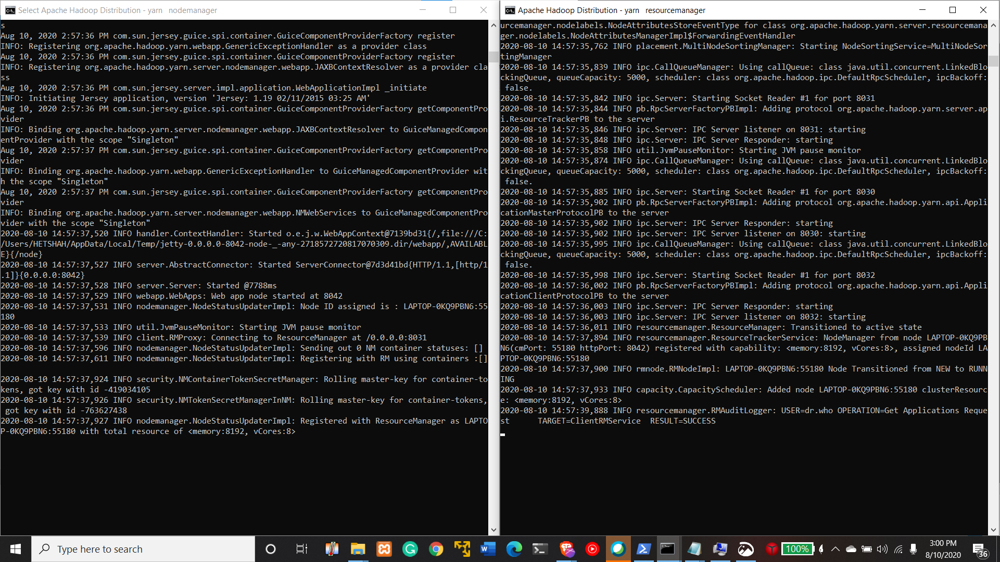 Select Apache Hadoop Distribution - yarn   nodemanager
s
Aug 10, 2020 2:57:36 PM com.sun.jersey.guice.spi.container.GuiceComponentProviderFactory register
INFO: Registering org.apache.hadoop.yarn.webapp.GenericExceptionHandler as a provider class
Aug 10, 2020 2:57:36 PM com.sun.jersey.guice.spi.container.GuiceComponentProviderFactory register
INFO: Registering org.apache.hadoop.yarn.server.nodemanager.webapp.JAXBContextResolver as a provider cla
ss
Aug 10, 2020 2:57:36 PM com.sun.jersey.server.impl.application.WebApplicationImpl _initiate
INFO: Initiating Jersey application, version 'Jersey: 1.19 02/11/2015 03:25 AM'
Aug 10, 2020 2:57:36 PM com.sun.jersey.guice.spi.container.GuiceComponentProviderFactory getComponentPro
vider
INFO: Binding org.apache.hadoop.yarn.server.nodemanager.webapp.JAXBContextResolver to GuiceManagedCompon
entProvider with the scope "Singleton"
Aug 10, 2020 2:57:37 PM com.sun.jersey.guice.spi.container.GuiceComponentProviderFactory getComponentPro
vider
INFO: Binding org.apache.hadoop.yarn.webapp.GenericExceptionHandler to GuiceManagedComponentProvider wit
h the scope "Singleton"
Aug 10, 2020 2:57:37 PM com.sun.jersey.guice.spi.container.GuiceComponentProviderFactory getComponentPro
vider
INFO: Binding org.apache.hadoop.yarn.server.nodemanager.webapp.NMWebServices to GuiceManagedComponentPro
vider with the scope "Singleton"
2020-08-10 14:57:37,520 INFO handler.ContextHandler: Started o.e.j.w.WebAppContext@7139bd31{/,file:///C:
/Users/HETSHAH/AppData/Local/Temp/jetty-0.0.0.0-8042-node-_-any-2718572720817070309.dir/webapp/,AVAILABL
E}{/node}
2020-08-10 14:57:37,527 INFO server.AbstractConnector: Started ServerConnector@7d3d41bd{HTTP/1.1,[http/1
.1]}{0.0.0.0:8042}
2020-08-10 14:57:37,528 INFO server.Server: Started @7788ms
2020-08-10 14:57:37,529 INFO webapp.WebApps: Web app node started at 8042
2020-08-10 14:57:37,531 INFO nodemanager.NodeStatusUpdaterImpl: Node ID assigned is : LAPTOP-0KQ9PBN6:55
180
2020-08-10 14:57:37,533 INFO util.JvmPauseMonitor: Starting JVM pause monitor
2020-08-10 14:57:37,539 INFO client.RMProxy: Connecting to ResourceManager at /0.0.0.0:8031
2020-08-10 14:57:37,596 INFO nodemanager.NodeStatusUpdaterImpl: Sending out 0 NM container statuses: []
2020-08-10 14:57:37,611 INFO nodemanager.NodeStatusUpdaterImpl: Registering with RM using containers :[]
2020-08-10 14:57:37,924 INFO security.NMContainerTokenSecretManager: Rolling master-key for container-to
kens, got key with id -419034105
2020-08-10 14:57:37,926 INFO security.NMTokenSecretManagerInNM: Rolling master-key for container-tokens,
got key with id -763627438
2020-08-10 14:57:37,927 INFO nodemanager.NodeStatusUpdaterImpl: Registered with ResourceManager as LAPTO
P-0KQ9PBN6:55180 with total resource of <memory:8192, vCores:8>
Apache Hadoop Distribution - yarn   resourcemanager
urcemanager.nodelabels.NodeAttributesStoreEventType for class org.apache.hadoop.yarn.server.resourcemana
ger.nodelabels.NodeAttributesManagerImpl$ForwardingEventHandler
2020-08-10 14:57:35,762 INFO placement.MultiNodeSortingManager: Starting NodeSortingService=MultiNodeSor
tingManager
2020-08-10 14:57:35,839 INFO ipc.CallQueueManager: Using callQueue: class java.util.concurrent.LinkedBlo
ckingQueue, queueCapacity: 5000, scheduler: class org.apache.hadoop.ipc.DefaultRpcScheduler, ipcBackoff:
false.
2020-08-10 14:57:35,842 INFO ipc.Server: Starting Socket Reader #1 for port 8031
2020-08-10 14:57:35,844 INFO pb.RpcServerFactoryPBImpl: Adding protocol org.apache.hadoop.yarn.server.ap
i.ResourceTrackerPB to the server
2020-08-10 14:57:35,846 INFO ipc.Server: IPC Server listener on 8031: starting
2020-08-10 14:57:35,848 INFO ipc.Server: IPC Server Responder: starting
2020-08-10 14:57:35,858 INFO util.JvmPauseMonitor: Starting JVM pause monitor
2020-08-10 14:57:35,874 INFO ipc.CallQueueManager: Using callQueue: class java.util.concurrent.LinkedBlo
ckingQueue, queueCapacity: 5000, scheduler: class org.apache.hadoop.ipc.DefaultRpcScheduler, ipcBackoff:
false.
2020-08-10 14:57:35,885 INFO ipc.Server: Starting Socket Reader #1 for port 8030
2020-08-10 14:57:35,902 INFO pb.RpcServerFactoryPBImpl: Adding protocol org.apache.hadoop.yarn.api.Appli
cationMasterProtocolPB to the server
2020-08-10 14:57:35,902 INFO ipc.Server: IPC Server Responder: starting
2020-08-10 14:57:35,902 INFO ipc.Server: IPC Server listener on 8030: starting
2020-08-10 14:57:35,995 INFO ipc.CallQueueManager: Using callQueue: class java.util.concurrent.LinkedBlo
ckingQueue, queueCapacity: 5000, scheduler: class org.apache.hadoop.ipc.DefaultRpcScheduler, ipcBackoff:
false.
2020-08-10 14:57:35,998 INFO ipc.Server: Starting Socket Reader #1 for port 8032
2020-08-10 14:57:36,002 INFO pb.RpcServerFactoryPBImpl: Adding protocol org.apache.hadoop.yarn.api.Appli
cationClientProtocolPB to the server
2020-08-10 14:57:36,003 INFO ipc.Server: IPC Server Responder: starting
2020-08-10 14:57:36,003 INFO ipc.Server: IPC Server listener on 8032: starting
2020-08-10 14:57:36,011 INFO resourcemanager.ResourceManager: Transitioned to active state
2020-08-10 14:57:37,894 INFO resourcemanager.ResourceTrackerService: NodeManager from node LAPTOP-0KQ9PB
N6(cmPort: 55180 httpPort: 8042) registered with capability: <memory:8192, vCores:8>, assigned nodeId LA
PTOP-0KQ9PBN6:55180
2020-08-10 14:57:37,900 INFO rmnode.RMNodeImpl: LAPTOP-0KQ9PBN6:55180 Node Transitioned from NEW to RUNN
ING
2020-08-10 14:57:37,933 INFO capacity.CapacityScheduler: Added node LAPTOP-0KQ9PBN6:55180 clusterResourc
e: <memory:8192, vCores:8>
2020-08-10 14:57:39,888 INFO resourcemanager.RMAuditLogger: USER=dr.who OPERATION=Get Applications Reque
st      TARGET=ClientRMService  RESULT=SUCCESS
Type here to search
100%
3:00 PM
8/10/2020
36